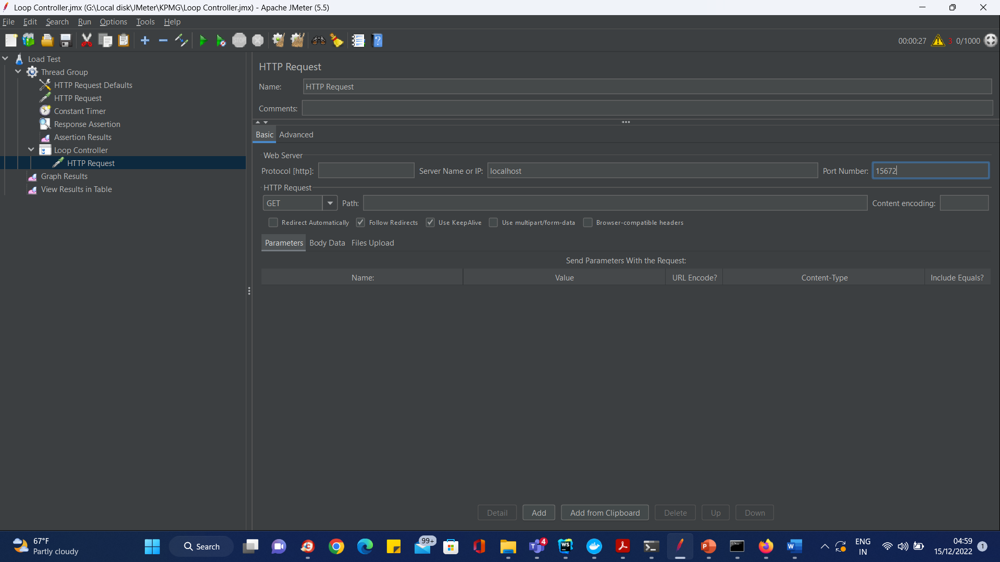 Loop Controller.jmx (G:\Local disk\JMeter\KPMG\Loop Controller.jmx) - Apache JMeter (5.5)
File Edit Search Run Options Tools Help
STOP
00:00:27 3 0/1000
Load Test
Thread Group
HTTP Request Defaults
HTTP Request
Constant Timer
Response Assertion
Assertion Results
Loop Controller
HTTP Request
Graph Results
View Results in Table
HTTP Request
Name: HTTP Request
Comments:
Basic Advanced
Web Server
Protocol [http]: Server Name or IP: localhost Port Number: 15672
HTTP Request
GET Path: Content encoding:
Redirect Automatically Follow Redirects Use KeepAlive Use multipart/form-data Browser-compatible headers
Parameters Body Data Files Upload
Send Parameters With the Request:
Name: Value URL Encode? Content-Type Include Equals?
Detail Add Add from Clipboard Delete Up Down
67°F
Partly cloudy
Search
99+
4
WS
P
W
ENG
IN
04:59
15/12/2022
1